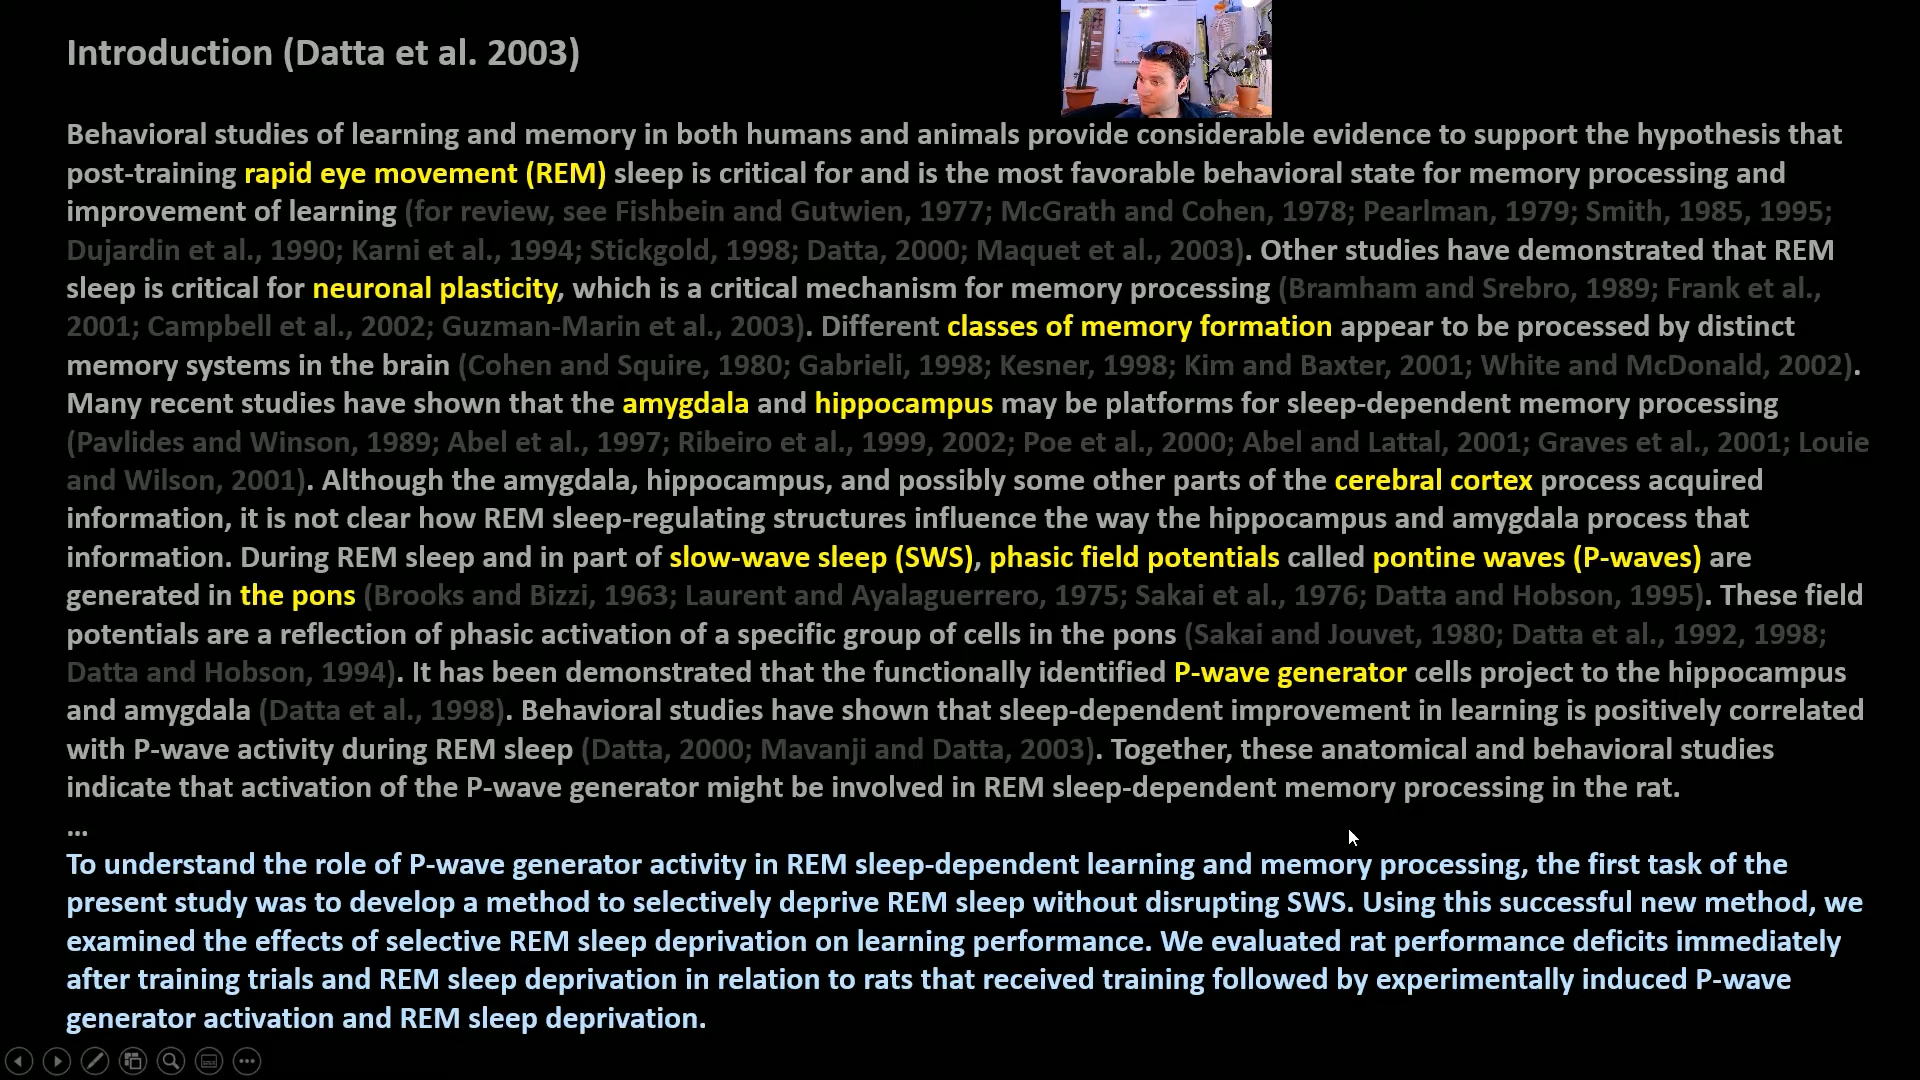 Introduction (Datta et al. 2003)
Behavioral studies of learning and memory in both humans and animals provide considerable evidence to support the hypothesis that
post-training rapid eye movement (REM) sleep is critical for and is the most favorable behavioral state for memory processing and
improvement of learning (for review, see Fishbein and Gutwien, 1977; McGrath and Cohen, 1978; Pearlman, 1979; Smith, 1985, 1995;
Dujardin et al., 1990; Karni et al., 1994; Stickgold, 1998; Datta, 2000; Maquet et al., 2003). Other studies have demonstrated that REM
sleep is critical for neuronal plasticity, which is a critical mechanism for memory processing (Bramham and Srebro, 1989; Frank et al.,
2001; Campbell et al., 2002; Guzman-Marin et al., 2003). Different classes of memory formation appear to be processed by distinct
memory systems in the brain (Cohen and Squire, 1980; Gabrieli, 1998; Kesner, 1998; Kim and Baxter, 2001; White and McDonald, 2002).
Many recent studies have shown that the amygdala and hippocampus may be platforms for sleep-dependent memory processing
(Pavlides and Winson, 1989; Abel et al., 1997; Ribeiro et al., 1999, 2002; Poe et al., 2000; Abel and Lattal, 2001; Graves et al., 2001; Louie
and Wilson, 2001). Although the amygdala, hippocampus, and possibly some other parts of the cerebral cortex process acquired
information, it is not clear how REM sleep-regulating structures influence the way the hippocampus and amygdala process that
information. During REM sleep and in part of slow-wave sleep (SWS), phasic field potentials called pontine waves (P-waves) are
generated in the pons (Brooks and Bizzi, 1963; Laurent and Ayalaguerrero, 1975; Sakai et al., 1976; Datta and Hobson, 1995). These field
potentials are a reflection of phasic activation of a specific group of cells in the pons (Sakai and Jouvet, 1980; Datta et al., 1992, 1998;
Datta and Hobson, 1994). It has been demonstrated that the functionally identified P-wave generator cells project to the hippocampus
and amygdala (Datta et al., 1998). Behavioral studies have shown that sleep-dependent improvement in learning is positively correlated
with P-wave activity during REM sleep (Datta, 2000; Mavanji and Datta, 2003). Together, these anatomical and behavioral studies
indicate that activation of the P-wave generator might be involved in REM sleep-dependent memory processing in the rat.
...
To understand the role of P-wave generator activity in REM sleep-dependent learning and memory processing, the first task of the
present study was to develop a method to selectively deprive REM sleep without disrupting SWS. Using this successful new method, we
examined the effects of selective REM sleep deprivation on learning performance. We evaluated rat performance deficits immediately
after training trials and REM sleep deprivation in relation to rats that received training followed by experimentally induced P-wave
generator activation and REM sleep deprivation.